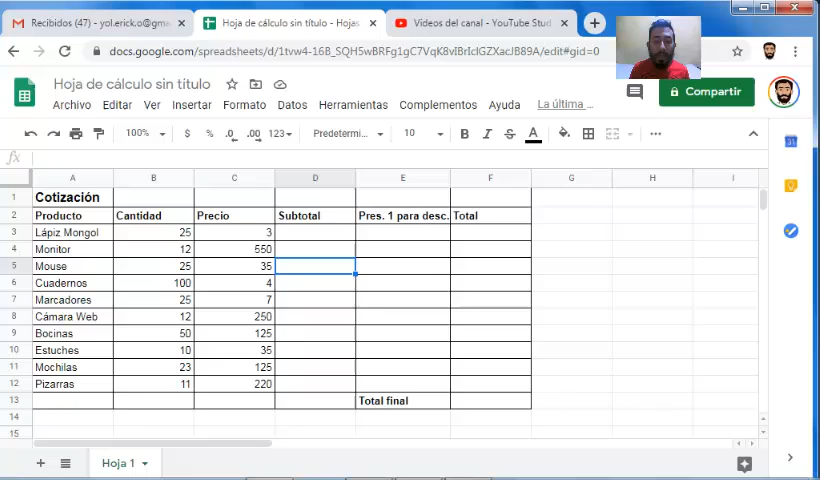 Recibidos (47) - yol.erick.o@gma
Hoja de cálculo sin título - Hojas
Vídeos del canal - YouTube Stud
docs.google.com/spreadsheets/d/1tvw4-16B_SQH5wBRFg1gC7VqK8vIBrIclGZXacJB89A/edit#gid=0
Hoja de cálculo sin título
Archivo Editar Ver Insertar Formato Datos Herramientas Complementos Ayuda La última ...
Compartir
100% $ % .0 .00 123 Predetermi... 10 B I S A
fx
A B C D E F G H I
1 Cotización
2 Producto Cantidad Precio Subtotal Pres. 1 para desc. Total
3 Lápiz Mongol 25 3
4 Monitor 12 550
5 Mouse 25 35
6 Cuadernos 100 4
7 Marcadores 25 7
8 Cámara Web 12 250
9 Bocinas 50 125
10 Estuches 10 35
11 Mochilas 23 125
12 Pizarras 11 220
13 Total final
14
15
Hoja 1
31